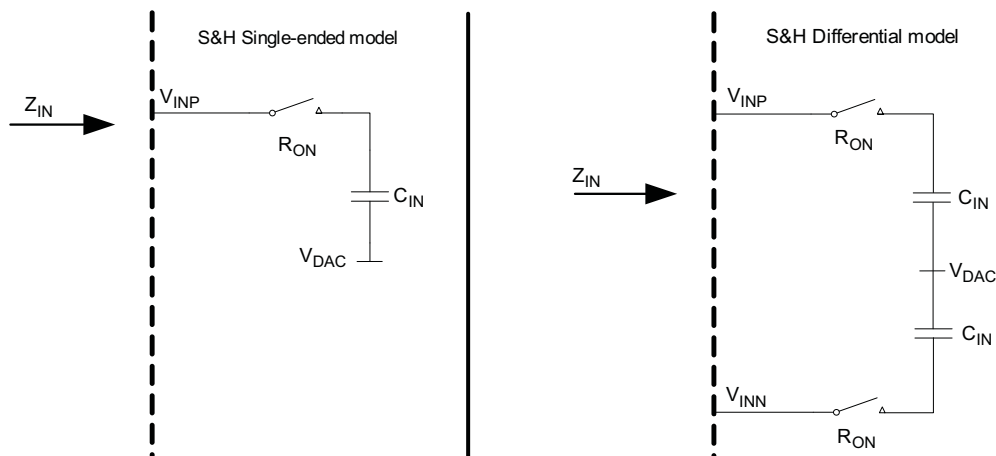 S&H Single-ended model
Z_IN
V_INP
R_ON
C_IN
V_DAC
S&H Differential model
V_INP
R_ON
Z_IN
C_IN
V_DAC
C_IN
V_INN
R_ON